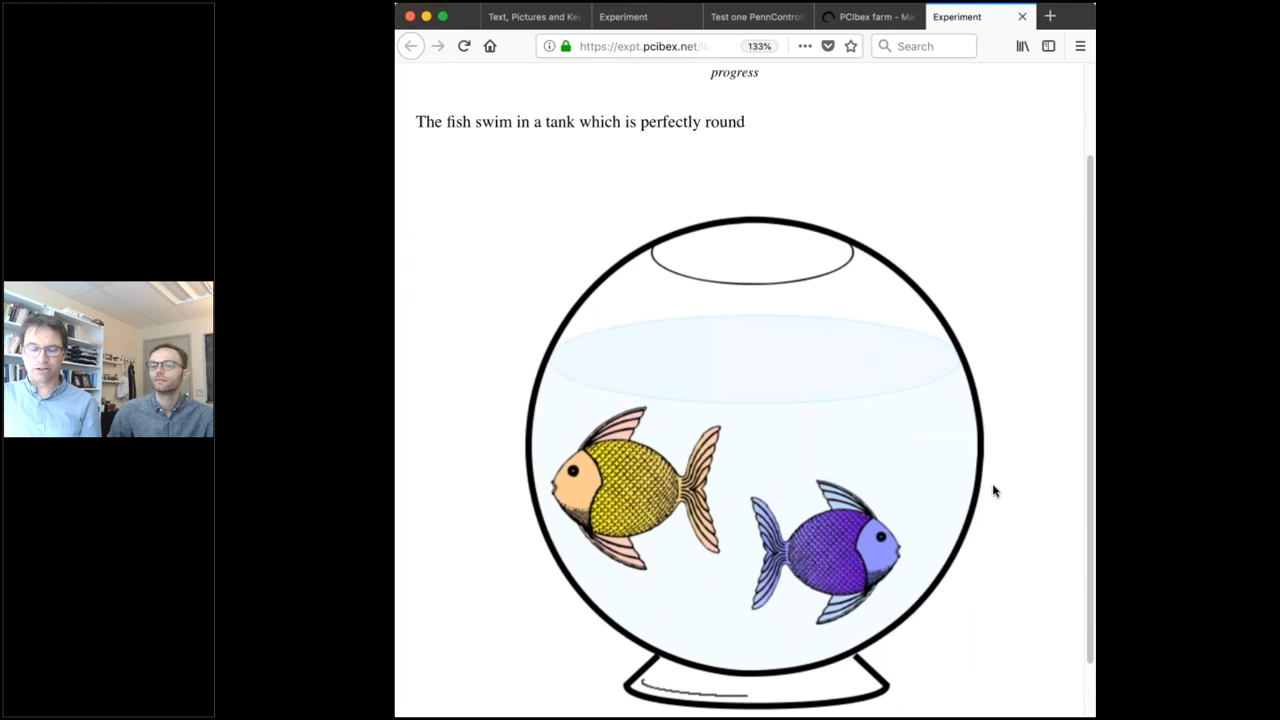 Text, Pictures and Key
Experiment
Test one PennControl
PCIbex farm - Ma
Experiment
https://expt.pcibex.net/ib
133%
Search
progress
The fish swim in a tank which is perfectly round